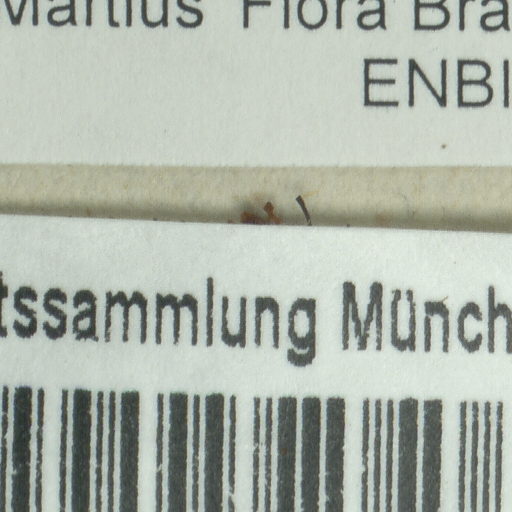 Martius' Flora Bra
ENBI
tssammlung Münch